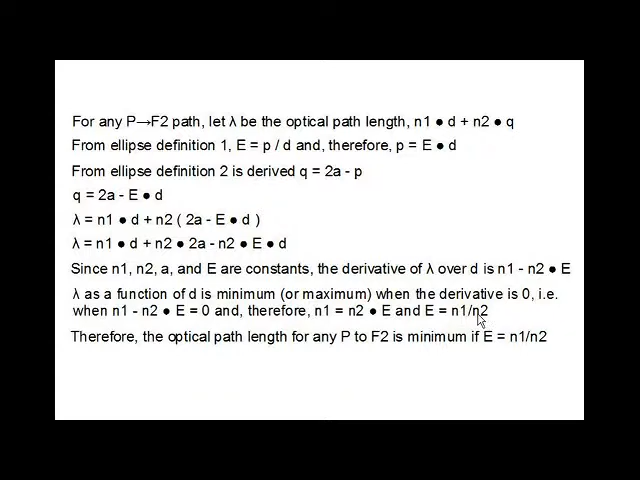 For any P→F2 path, let λ be the optical path length, n1 ● d + n2 ● q
From ellipse definition 1, E = p / d and, therefore, p = E ● d
From ellipse definition 2 is derived q = 2a - p
q = 2a - E ● d
λ = n1 ● d + n2 ( 2a - E ● d )
λ = n1 ● d + n2 ● 2a - n2 ● E ● d
Since n1, n2, a, and E are constants, the derivative of λ over d is n1 - n2 ● E
λ as a function of d is minimum (or maximum) when the derivative is 0, i.e.
when n1 - n2 ● E = 0 and, therefore, n1 = n2 ● E and E = n1/n2
Therefore, the optical path length for any P to F2 is minimum if E = n1/n2